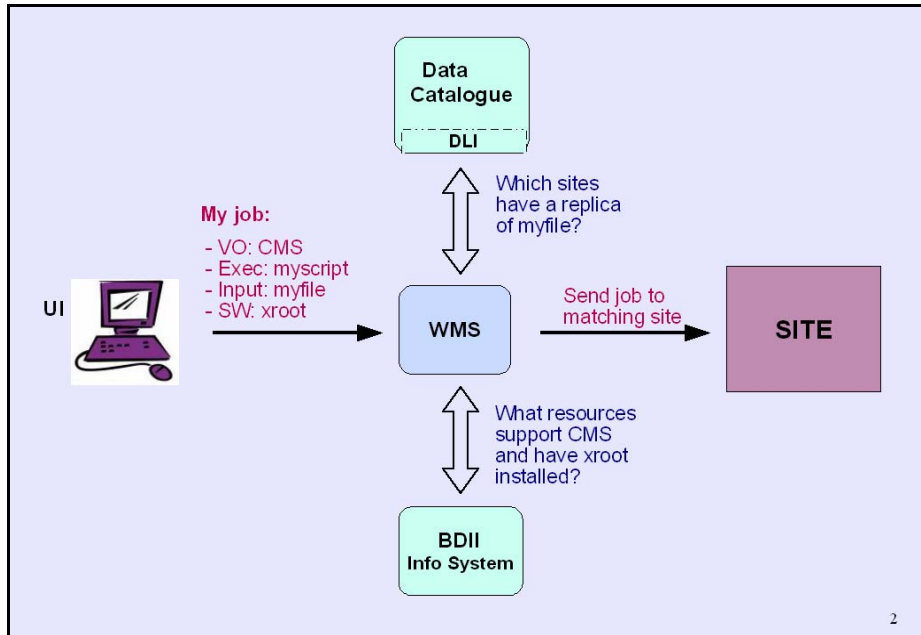 Data
Catalogue
DLI
Which sites
have a replica
of myfile?
My job:
- VO: CMS
- Exec: myscript
- Input: myfile
- SW: xroot
UI
WMS
Send job to
matching site
SITE
What resources
support CMS
and have xroot
installed?
BDII
Info System
2